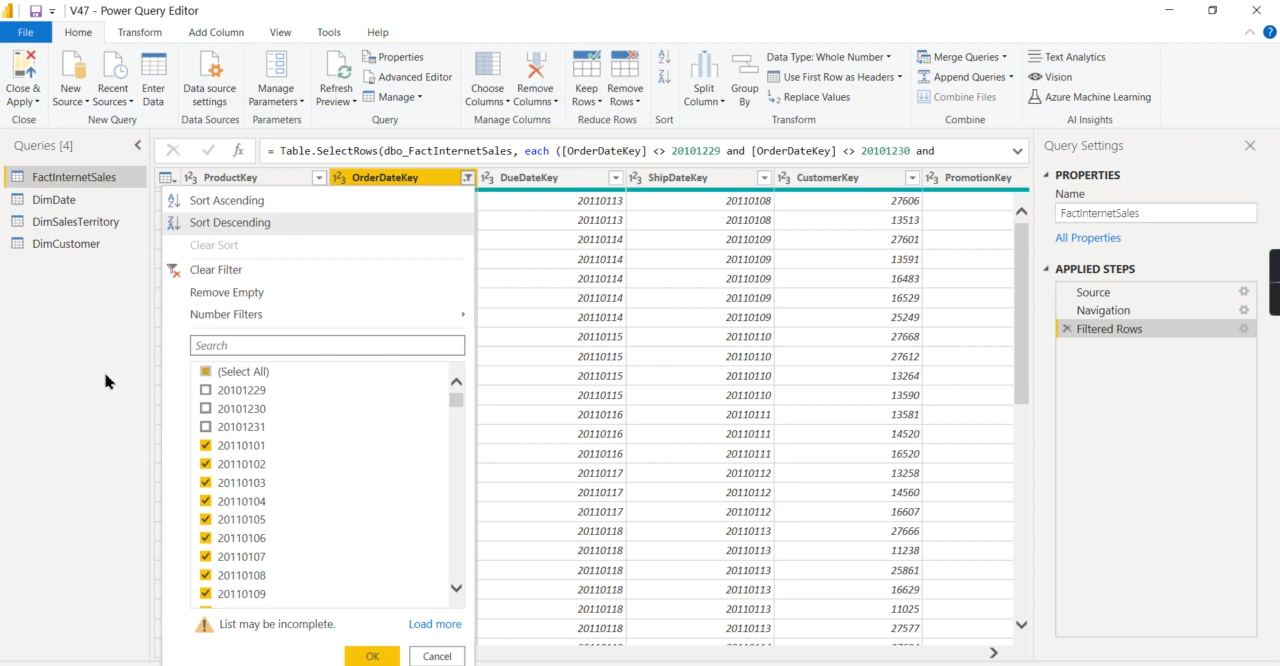 V47 - Power Query Editor
File Home Transform Add Column View Tools Help
Close & Apply
New Source
Recent Sources
Enter Data
Data source settings
Manage Parameters
Refresh Preview
Properties
Advanced Editor
Manage
Choose Columns
Remove Columns
Keep Rows
Remove Rows
Split Column
Group By
Data Type: Whole Number
Use First Row as Headers
Replace Values
Merge Queries
Append Queries
Combine Files
Text Analytics
Vision
Azure Machine Learning
Close New Query Data Sources Parameters Query Manage Columns Reduce Rows Sort Transform Combine AI Insights
Queries [4]
FactInternetSales
DimDate
DimSalesTerritory
DimCustomer
fx = Table.SelectRows(dbo_FactInternetSales, each ([OrderDateKey] <> 20101229 and [OrderDateKey] <> 20101230 and
ProductKey OrderDateKey DueDateKey ShipDateKey CustomerKey PromotionKey
Sort Ascending
Sort Descending
Clear Sort
Clear Filter
Remove Empty
Number Filters
Search
(Select All)
20101229
20101230
20101231
20110101
20110102
20110103
20110104
20110105
20110106
20110107
20110108
20110109
List may be incomplete. Load more
OK Cancel
20110113 20110108 27606
20110113 20110108 13513
20110114 20110109 27601
20110114 20110109 13591
20110114 20110109 16483
20110114 20110109 16529
20110114 20110109 25249
20110115 20110110 27668
20110115 20110110 27612
20110115 20110110 13264
20110115 20110110 13590
20110116 20110111 13581
20110116 20110111 14520
20110116 20110111 16520
20110117 20110112 13258
20110117 20110112 14560
20110117 20110112 16607
20110118 20110113 27666
20110118 20110113 11238
20110118 20110113 25861
20110118 20110113 16629
20110118 20110113 11025
20110118 20110113 27577
Query Settings
PROPERTIES
Name
FactInternetSales
All Properties
APPLIED STEPS
Source
Navigation
Filtered Rows